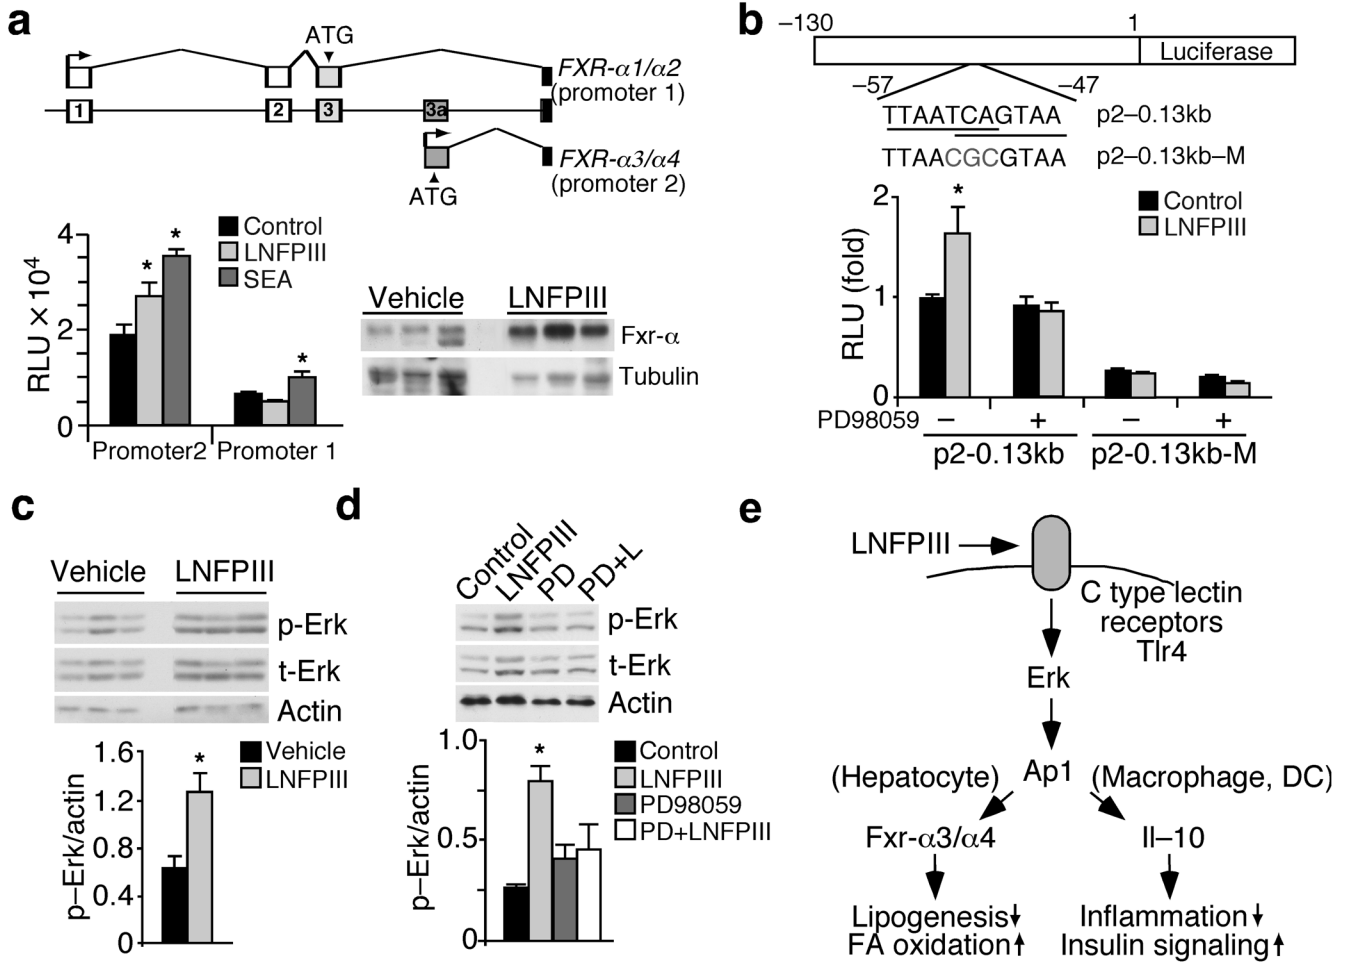 a
ATG
FXR-α1/α2
(promoter 1)
1 2 3 3a
FXR-α3/α4
(promoter 2)
ATG
Control
LNFPIII
SEA
4
2
0
RLU × 10⁴
* * *
Promoter2 Promoter 1
Vehicle LNFPIII
Fxr-α
Tubulin
b
–130 1
Luciferase
–57 –47
TTAATCAGTAA p2–0.13kb
TTAACGCGTAA p2–0.13kb–M
Control
LNFPIII
2
1
0
RLU (fold)
*
PD98059 – + – +
p2-0.13kb p2-0.13kb-M
c
Vehicle LNFPIII
p-Erk
t-Erk
Actin
Vehicle
LNFPIII
1.6
1.2
0.8
0.4
0
p–Erk/actin
*
d
Control LNFPIII PD PD+L
p-Erk
t-Erk
Actin
Control
LNFPIII
PD98059
PD+LNFPIII
1.0
0.5
0
p–Erk/actin
*
e
LNFPIII
C type lectin
receptors
Tlr4
Erk
(Hepatocyte) Ap1 (Macrophage, DC)
Fxr-α3/α4 Il–10
Lipogenesis↓ Inflammation↓
FA oxidation↑ Insulin signaling↑